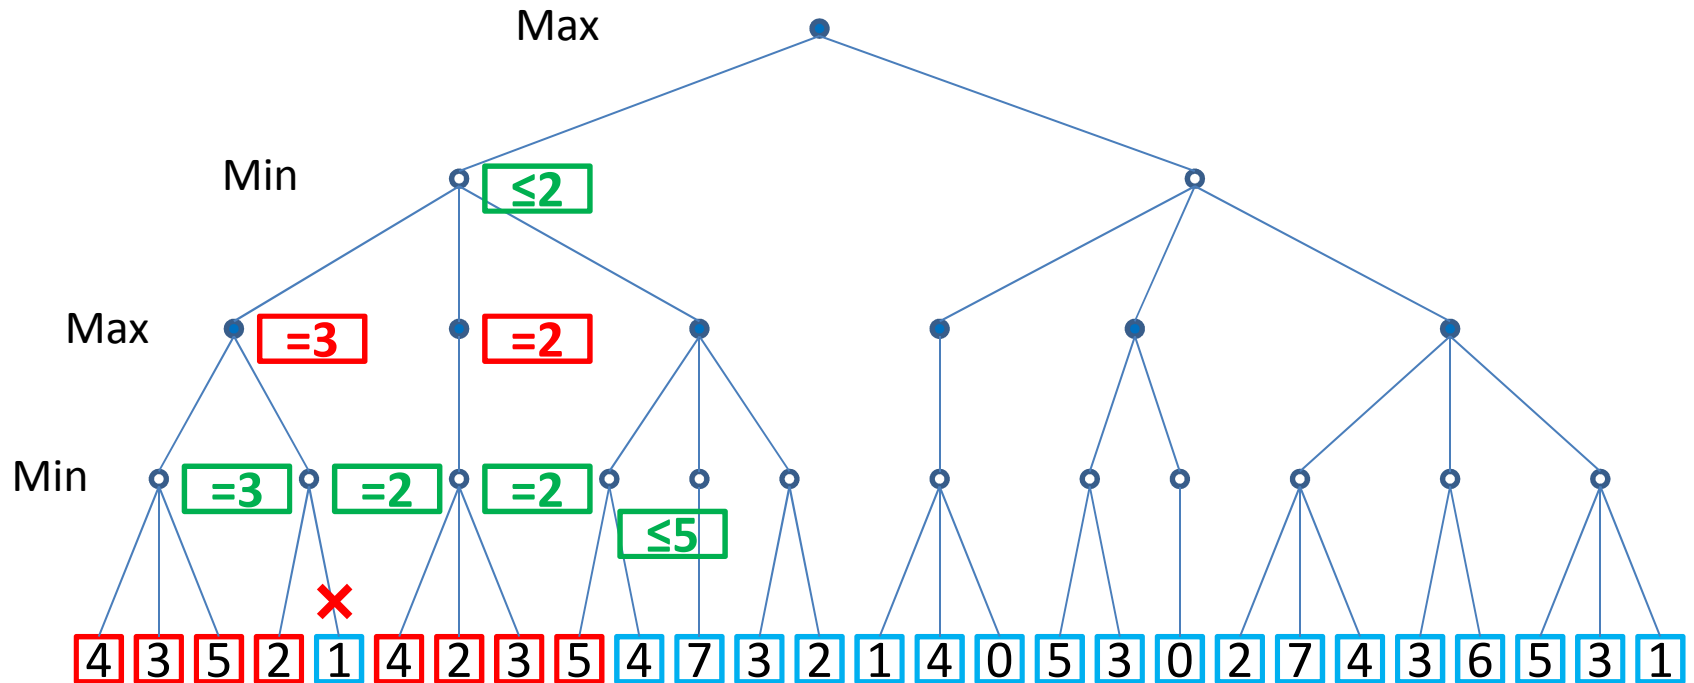 Max
Min ≤2
Max =3 =2
Min =3 =2 =2
≤5
4 3 5 2 1 4 2 3 5 4 7 3 2 1 4 0 5 3 0 2 7 4 3 6 5 3 1